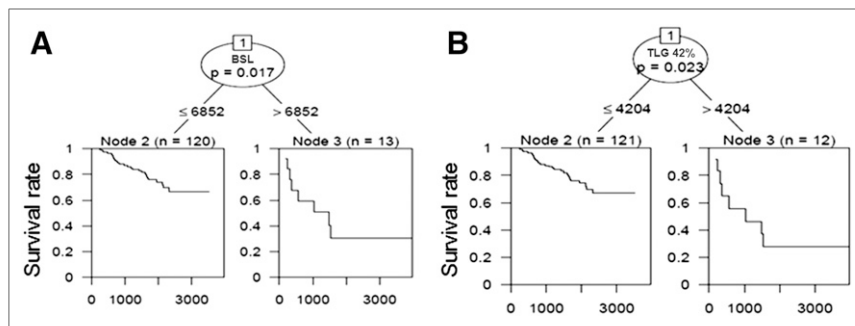 A
1
BSL
p = 0.017
≤ 6852
> 6852
Node 2 (n = 120)
Node 3 (n = 13)
Survival rate
1
0.8
0.6
0.4
0.2
0
0 1000 3000
1
0.8
0.6
0.4
0.2
0
0 1000 3000
B
1
TLG 42%
p = 0.023
≤ 4204
> 4204
Node 2 (n = 121)
Node 3 (n = 12)
Survival rate
1
0.8
0.6
0.4
0.2
0
0 1000 3000
1
0.8
0.6
0.4
0.2
0
0 1000 3000